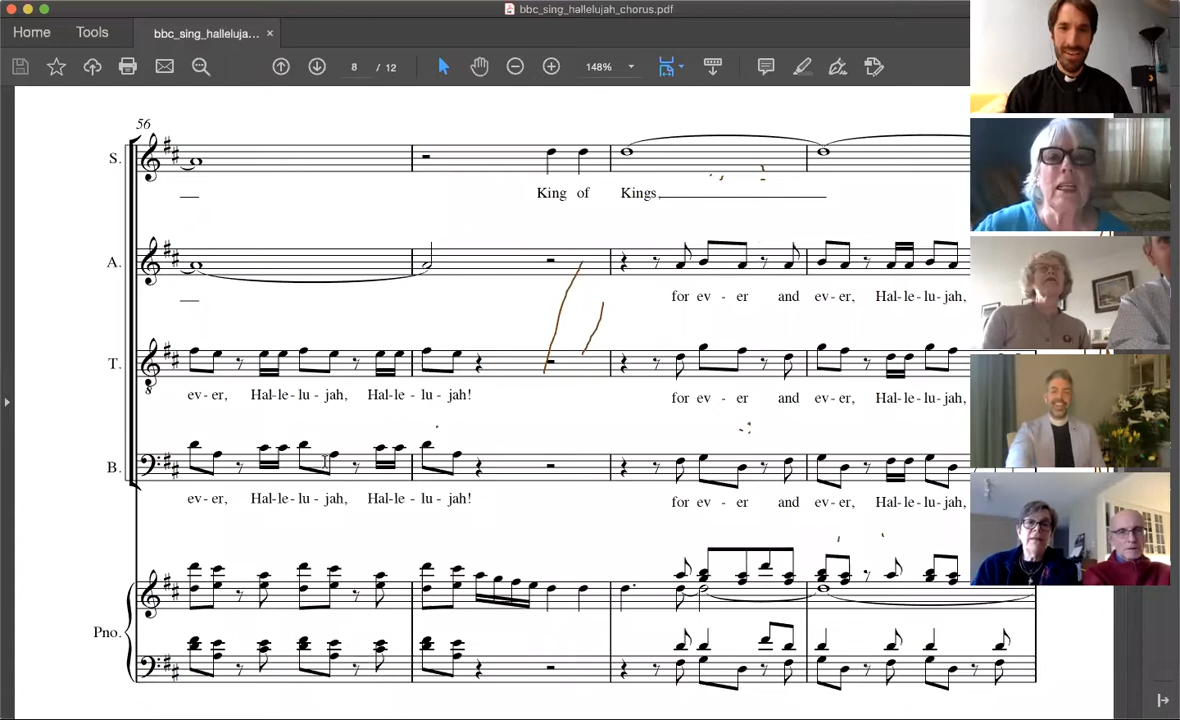 bbc_sing_hallelujah_chorus.pdf
Home Tools bbc_sing_halleluja... ×
8 / 12 148%
56
S.
King of Kings,
A.
for ev - er and ev- er, Hal- le - lu - jah,
T.
8
ev- er, Hal-le-lu - jah, Hal-le - lu - jah! for ev - er and ev- er, Hal- le - lu - jah,
B.
ev- er, Hal-le-lu - jah, Hal-le - lu - jah! for ev - er and ev- er, Hal- le - lu - jah,
Pno.